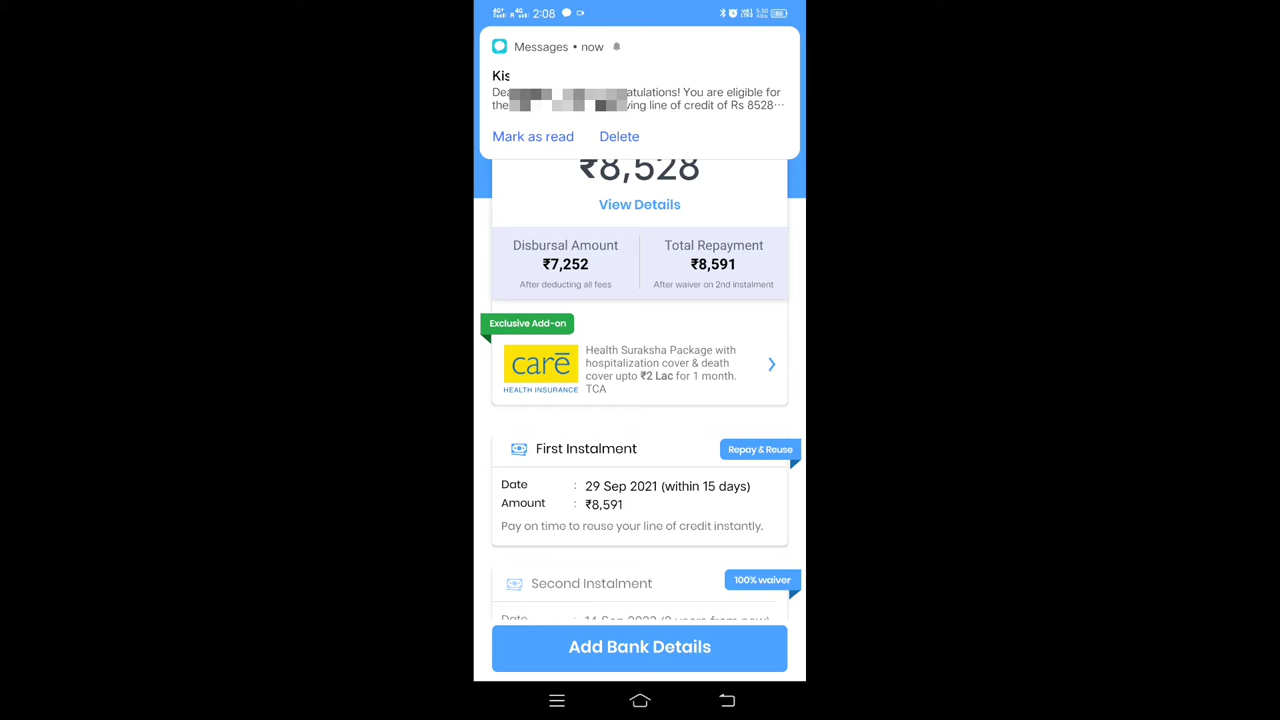 2:08
Messages • now
Kis
atulations! You are eligible for
the ving line of credit of Rs 8528…
Mark as read Delete
₹8,528
View Details
Disbursal Amount Total Repayment
₹7,252 ₹8,591
After deducting all fees After waiver on 2nd instalment
Exclusive Add-on
Health Suraksha Package with
hospitalization cover & death
cover upto ₹2 Lac for 1 month.
TCA
carē
HEALTH INSURANCE
First Instalment Repay & Reuse
Date : 29 Sep 2021 (within 15 days)
Amount : ₹8,591
Pay on time to reuse your line of credit instantly.
Second Instalment 100% waiver
Date
Add Bank Details